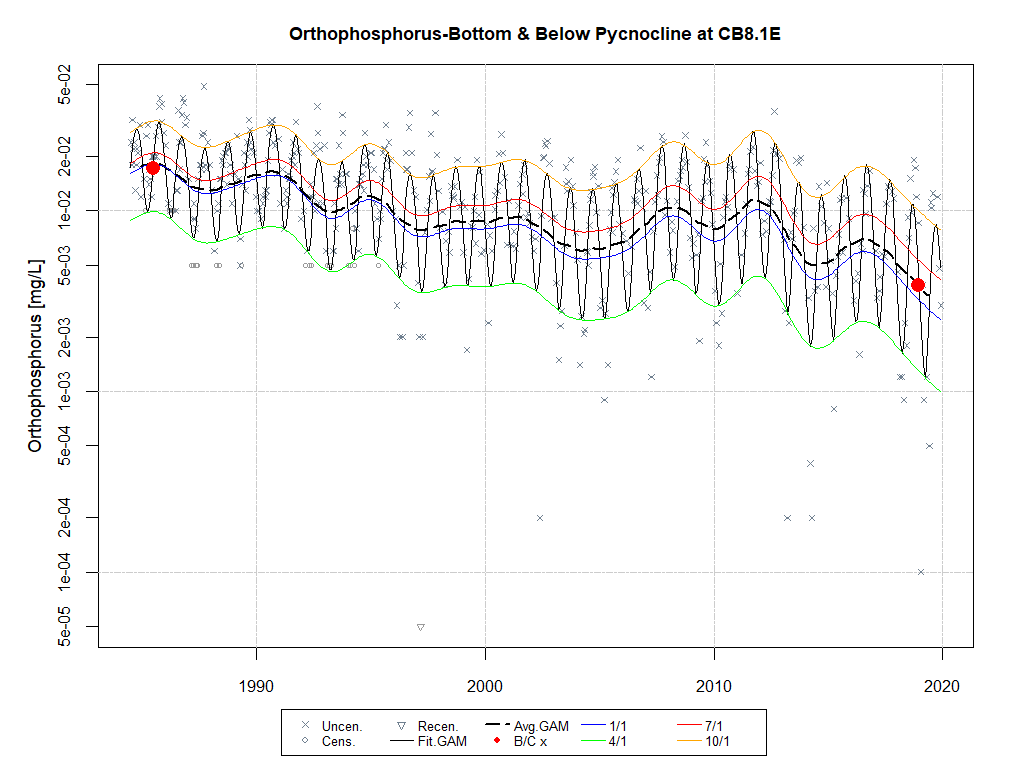 Orthophosphorus-Bottom & Below Pycnocline at CB8.1E
Orthophosphorus [mg/L]
5e-02
2e-02
1e-02
5e-03
2e-03
1e-03
5e-04
2e-04
1e-04
5e-05
1990 2000 2010 2020
Uncen. Recen. Avg.GAM 1/1 7/1
Cens. Fit.GAM B/C x 4/1 10/1